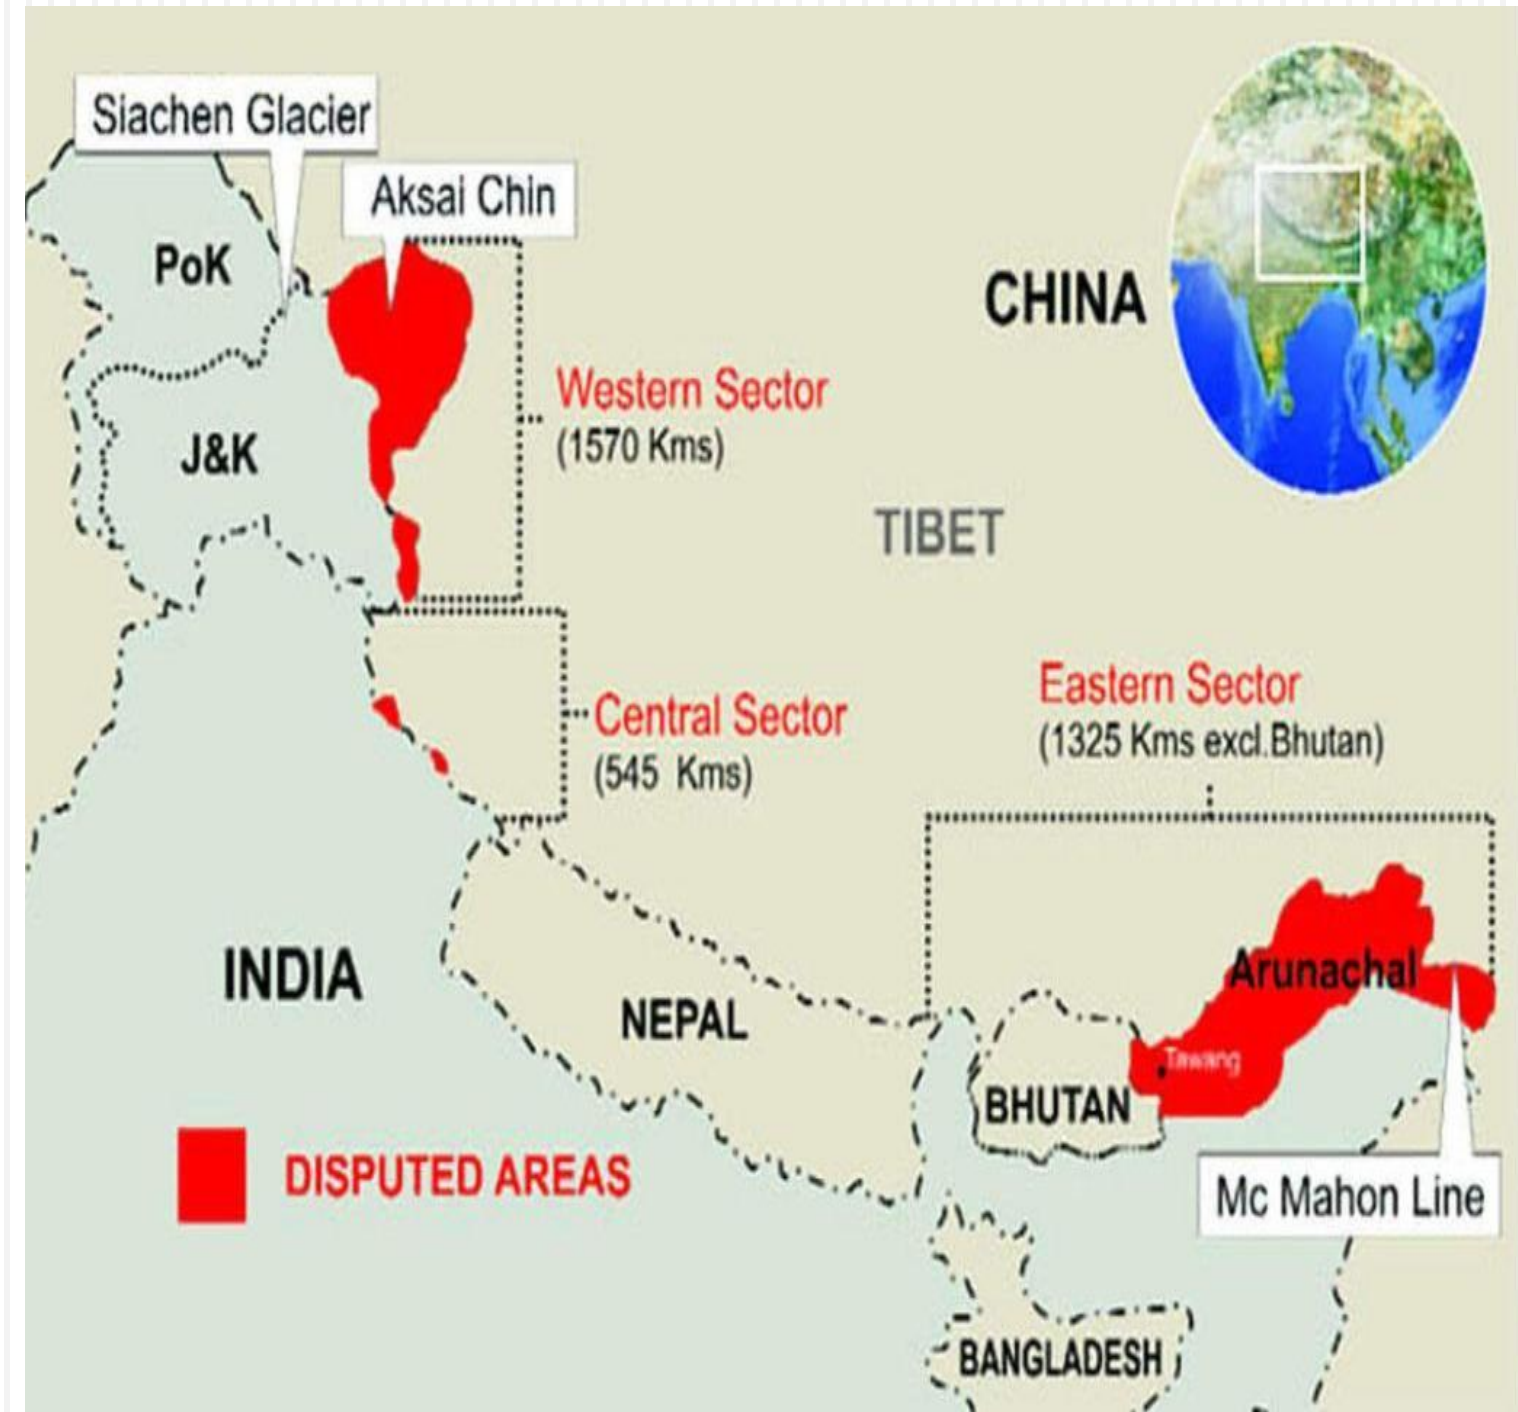 Siachen Glacier
Aksai Chin
PoK
CHINA
Western Sector
(1570 Kms)
J&K
TIBET
Eastern Sector
(1325 Kms excl.Bhutan)
Central Sector
(545 Kms)
Arunachal
INDIA
NEPAL
Tawang
BHUTAN
DISPUTED AREAS
Mc Mahon Line
BANGLADESH